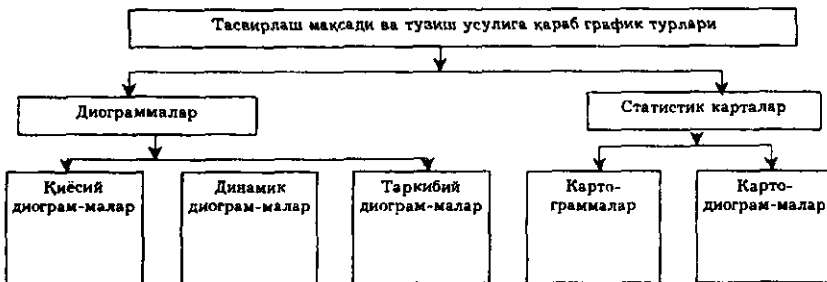 Тасвирлаш мақсади ва тузиш усулига қараб график турлари
Диограммалар
Статистик карталар
Қиёсий
диограм-малар
Динамик
диограм-малар
Таркибий
диограм-малар
Карто-
граммалар
Карто-
диограм-малар